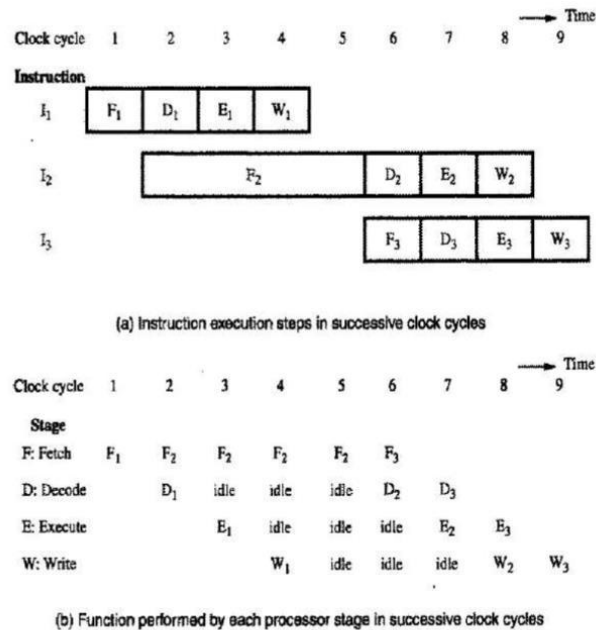 Time
Clock cycle 1 2 3 4 5 6 7 8 9
Instruction
I1 F1 D1 E1 W1
I2 F2 D2 E2 W2
I3 F3 D3 E3 W3
(a) Instruction execution steps in successive clock cycles
Time
Clock cycle 1 2 3 4 5 6 7 8 9
Stage
F: Fetch F1 F2 F2 F2 F2 F3
D: Decode D1 idle idle idle D2 D3
E: Execute E1 idle idle idle E2 E3
W: Write W1 idle idle idle W2 W3
(b) Function performed by each processor stage in successive clock cycles